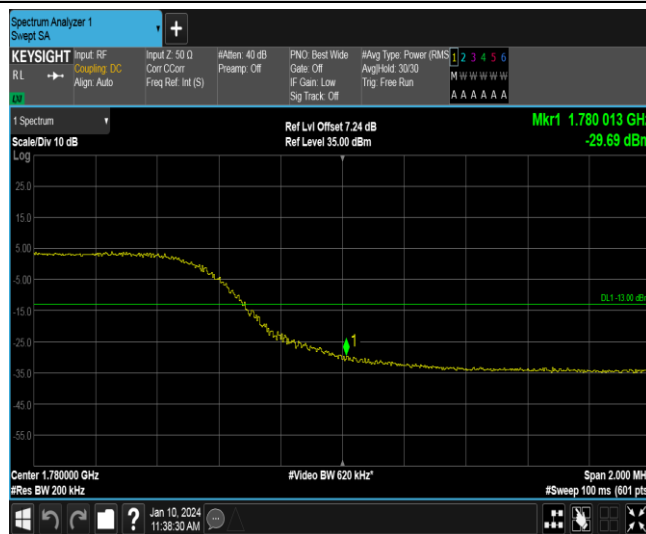 Spectrum Analyzer 1
Swept SA
KEYSIGHT
RL
LXI
Input: RF
Coupling: DC
Align: Auto
Input Z: 50 Ω
Corr CCorr
Freq Ref: Int (S)
#Atten: 40 dB
Preamp: Off
PNO: Best Wide
Gate: Off
IF Gain: Low
Sig Track: Off
#Avg Type: Power (RMS
Avg|Hold: 30/30
Trig: Free Run
1 2 3 4 5 6
M W W W W W
A A A A A A
1 Spectrum
Scale/Div 10 dB
Ref Lvl Offset 7.24 dB
Ref Level 35.00 dBm
Mkr1 1.780 013 GHz
-29.69 dBm
Log
25.0
15.0
5.00
-5.00
DL1 -13.00 dBm
-15.0
-25.0
1
-35.0
-45.0
-55.0
Center 1.780000 GHz
#Video BW 620 kHz*
Span 2.000 MH
#Res BW 200 kHz
#Sweep 100 ms (601 pts
?
Jan 10, 2024
11:38:30 AM